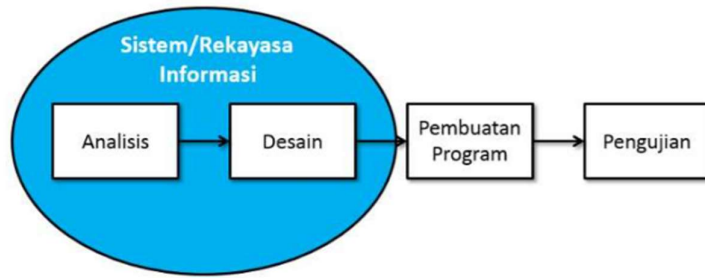 Sistem/Rekayasa
Informasi
Analisis
Desain
Pembuatan
Program
Pengujian